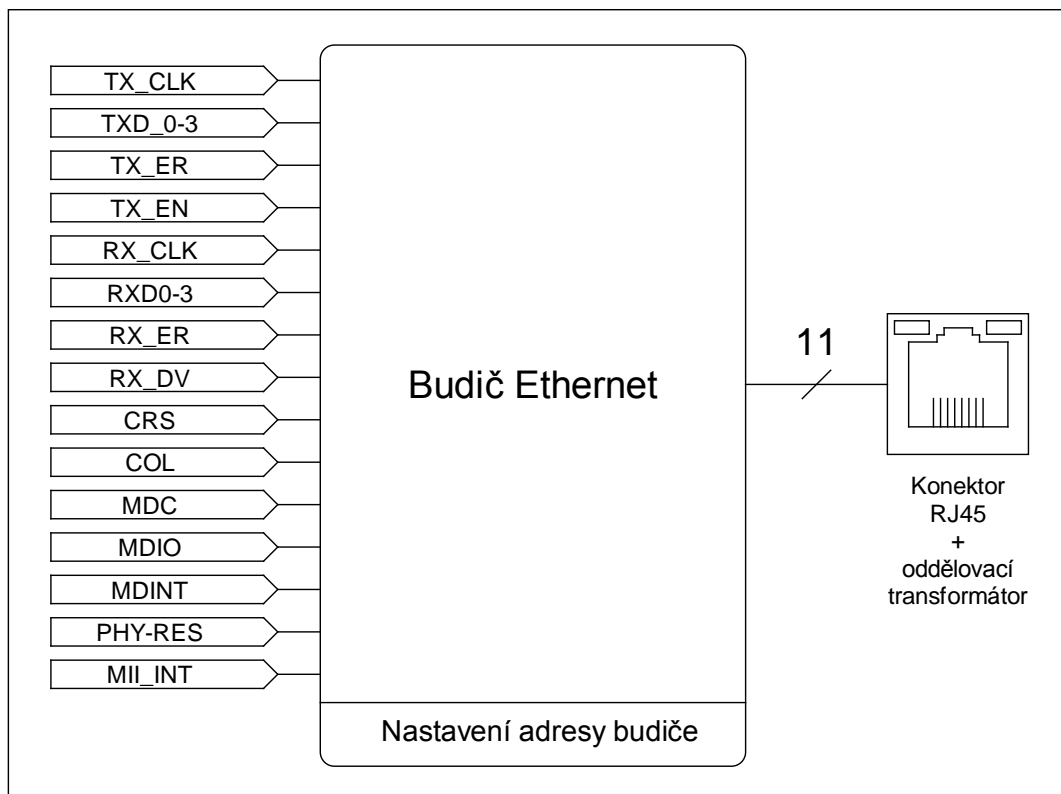 TX_CLK
TXD_0-3
TX_ER
TX_EN
RX_CLK
RXD0-3
RX_ER
RX_DV
CRS
COL
MDC
MDIO
MDINT
PHY-RES
MII_INT
Budič Ethernet
Nastavení adresy budiče
11
Konektor
RJ45
+
oddělovací
transformátor